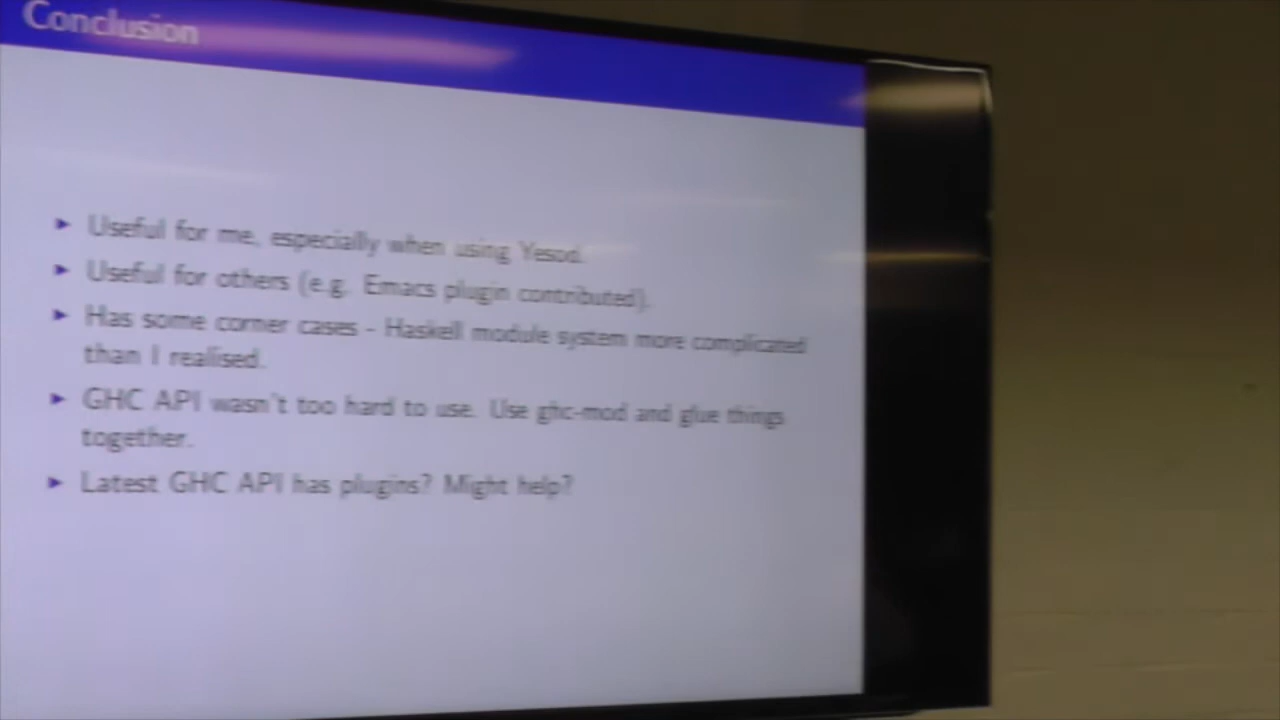 Conclusion
Useful for me, especially when using Yesod.
Useful for others (e.g. Emacs plugin contributed).
Has some corner cases - Haskell module system more complicated
than I realised.
GHC API wasn't too hard to use. Use ghc-mod and glue things
together.
Latest GHC API has plugins? Might help?